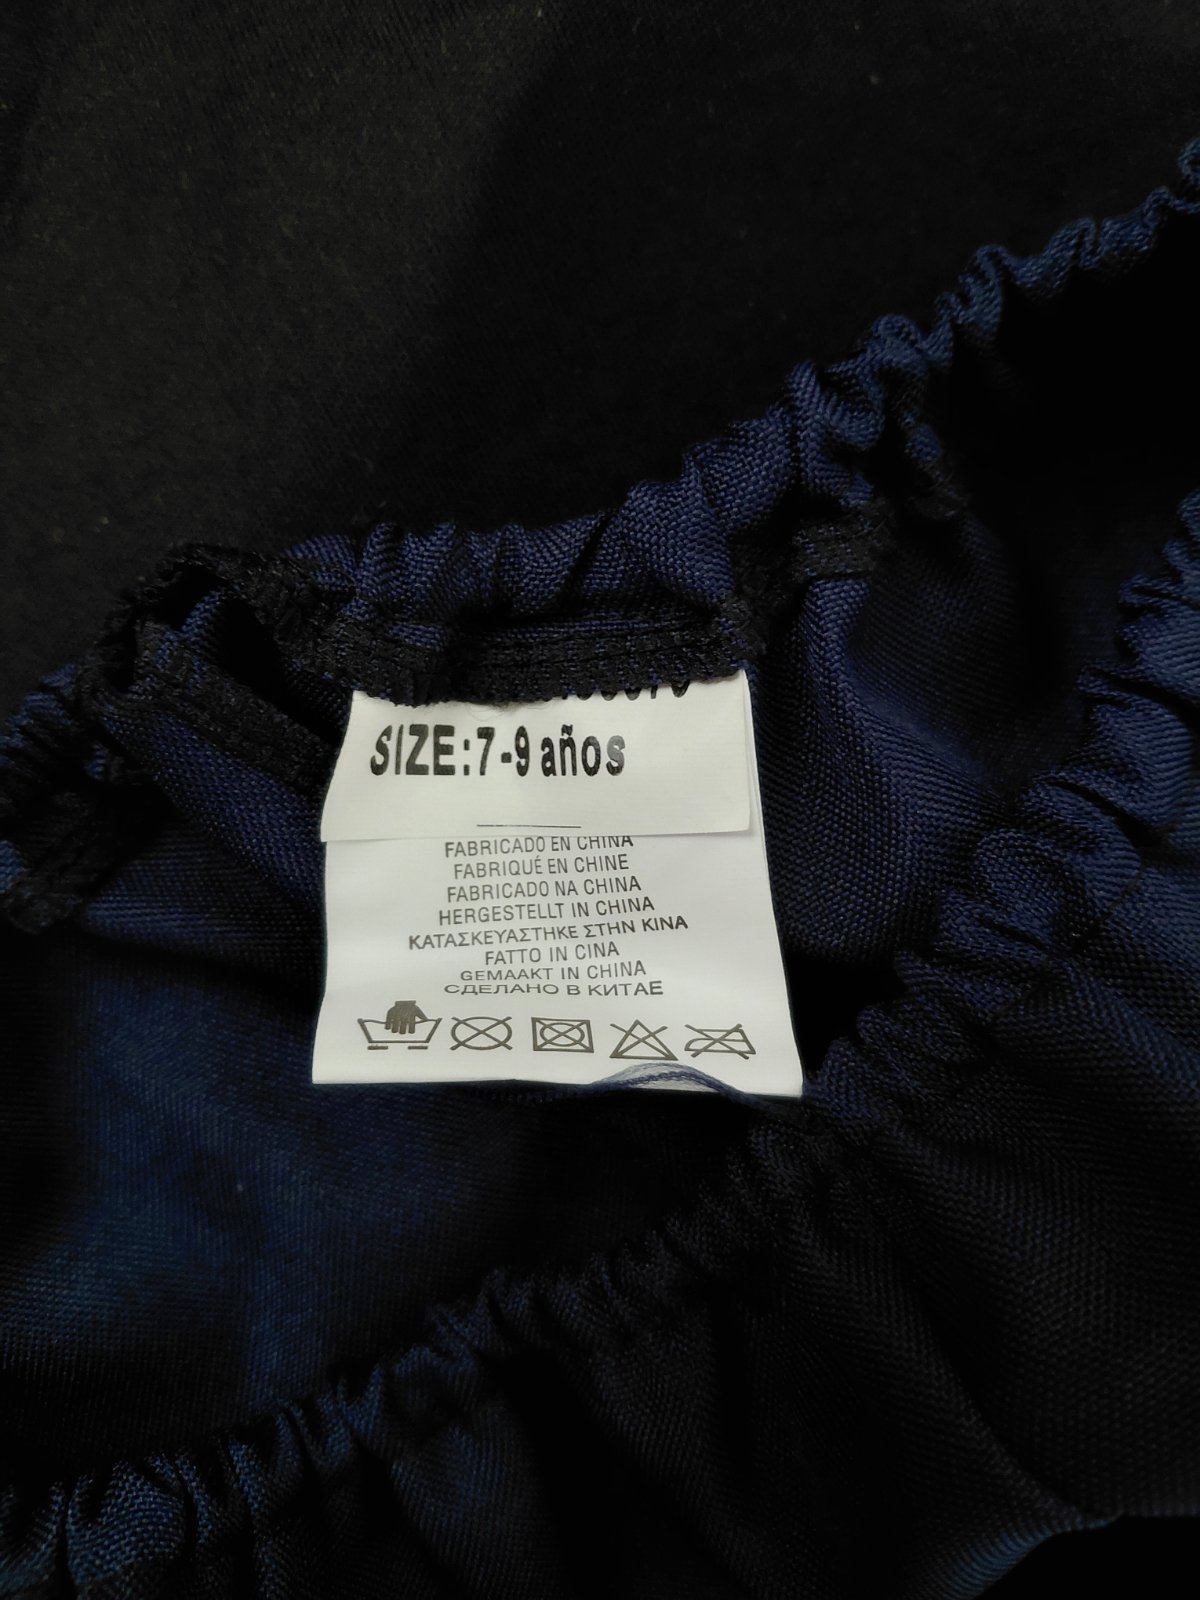 SIZE: 7-9 años
FABRICADO EN CHINA
FABRIQUÉ EN CHINE
FABRICADO NA CHINA
HERGESTELLT IN CHINA
ΚΑΤΑΣΚΕΥΑΣΤΗΚΕ ΣΤΗΝ ΚΙΝΑ
FATTO IN CINA
GEMAAKT IN CHINA
СДЕЛАНО В КИТАЕ